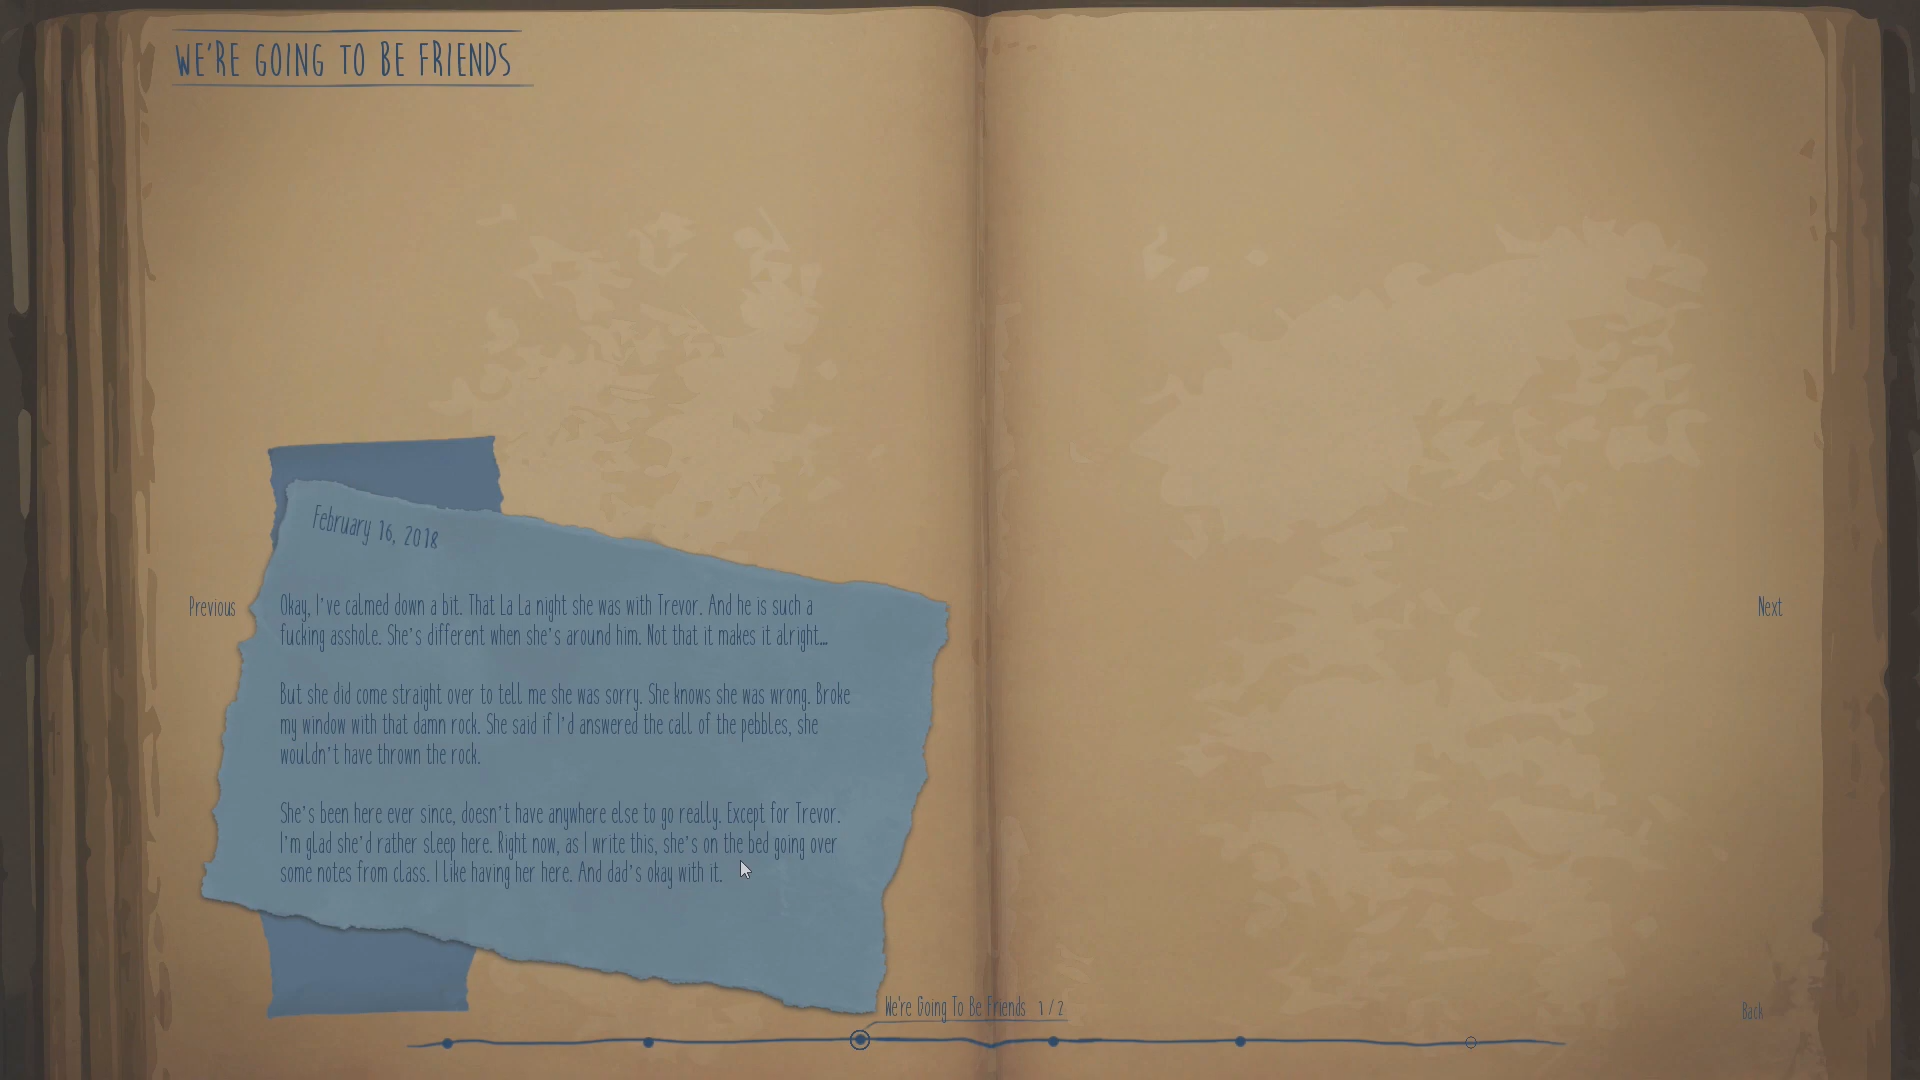 WE'RE GOING TO BE FRIENDS
February 16, 2018
Okay, I've calmed down a bit. That La La night she was with Trevor. And he is such a
fucking asshole. She's different when she's around him. Not that it makes it alright...
But she did come straight over to tell me she was sorry. She knows she was wrong. Broke
my window with that damn rock. She said if I'd answered the call of the pebbles, she
wouldn't have thrown the rock.
She's been here ever since, doesn't have anywhere else to go really. Except for Trevor.
I'm glad she'd rather sleep here. Right now, as I write this, she's on the bed going over
some notes from class. I like having her here. And dad's okay with it.
Previous
Next
We're Going To Be Friends 1 / 2
Back